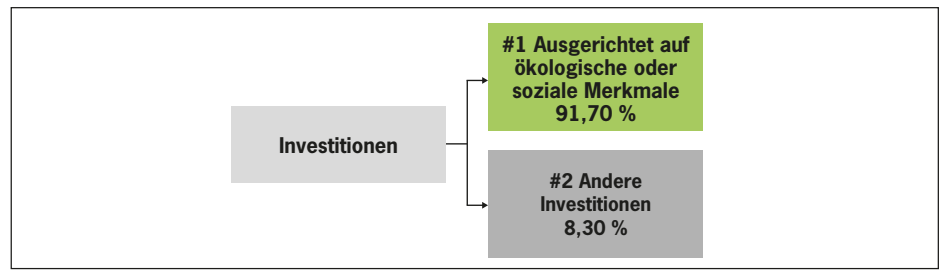 #1 Ausgerichtet auf
ökologische oder
soziale Merkmale
91,70 %
Investitionen
#2 Andere
Investitionen
8,30 %